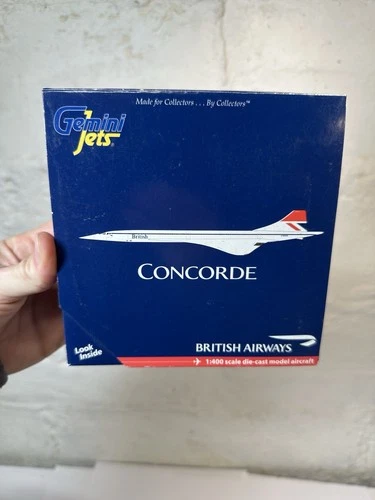 Made for Collectors . . . By Collectors™
Gemini
Jets
British
CONCORDE
Look
Inside
BRITISH AIRWAYS
1:400 scale die-cast model aircraft